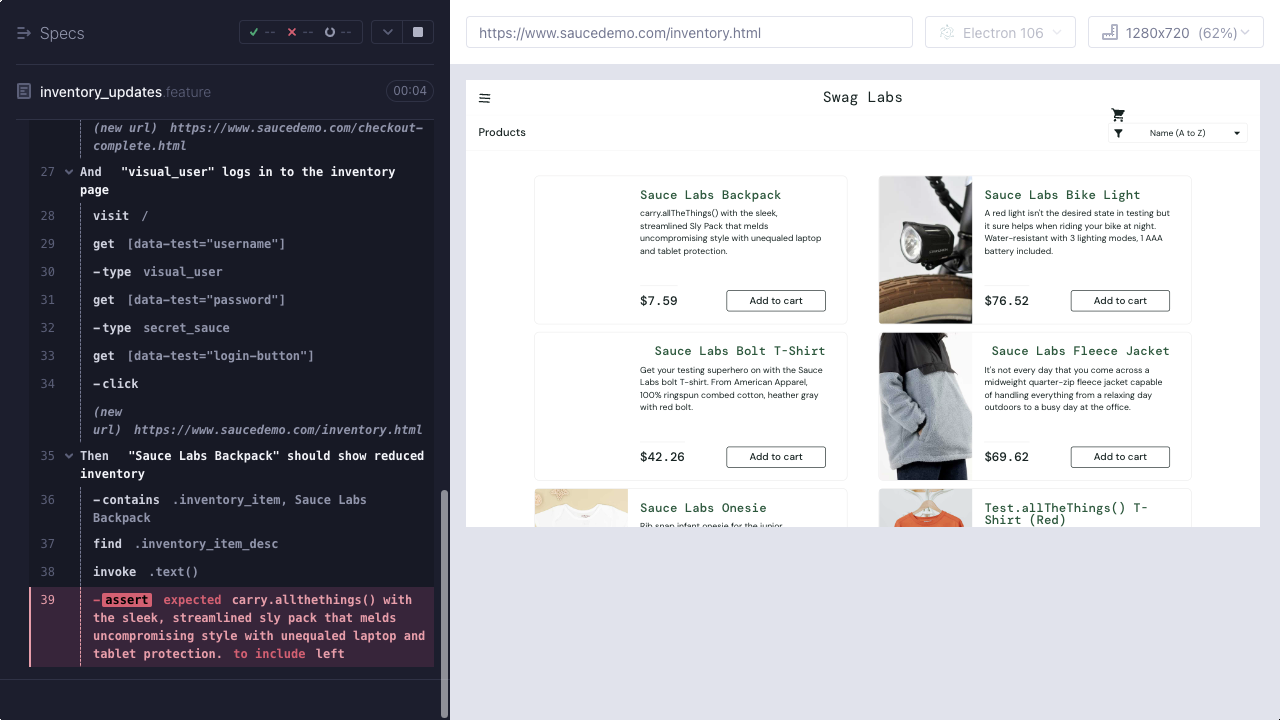 Specs
-- -- --
inventory_updates.feature
00:04
(new url) https://www.saucedemo.com/checkout-
complete.html
27 And "visual_user" logs in to the inventory
page
28 visit /
29 get [data-test="username"]
30 -type visual_user
31 get [data-test="password"]
32 -type secret_sauce
33 get [data-test="login-button"]
34 -click
(new
url) https://www.saucedemo.com/inventory.html
35 Then "Sauce Labs Backpack" should show reduced
inventory
36 -contains .inventory_item, Sauce Labs
Backpack
37 find .inventory_item_desc
38 invoke .text()
39 -assert expected carry.allthethings() with
the sleek, streamlined sly pack that melds
uncompromising style with unequaled laptop and
tablet protection. to include left
https://www.saucedemo.com/inventory.html
Electron 106
1280x720 (62%)
Swag Labs
Products
Name (A to Z)
Sauce Labs Backpack
carry.allTheThings() with the sleek,
streamlined Sly Pack that melds
uncompromising style with unequaled laptop
and tablet protection.
$7.59
Add to cart
Sauce Labs Bike Light
A red light isn't the desired state in testing but
it sure helps when riding your bike at night.
Water-resistant with 3 lighting modes, 1 AAA
battery included.
$76.52
Add to cart
Sauce Labs Bolt T-Shirt
Get your testing superhero on with the Sauce
Labs bolt T-shirt. From American Apparel,
100% ringspun combed cotton, heather gray
with red bolt.
$42.26
Add to cart
Sauce Labs Fleece Jacket
It's not every day that you come across a
midweight quarter-zip fleece jacket capable
of handling everything from a relaxing day
outdoors to a busy day at the office.
$69.62
Add to cart
Sauce Labs Onesie
Rib snap infant onesie for the junior
Test.allTheThings() T-
Shirt (Red)